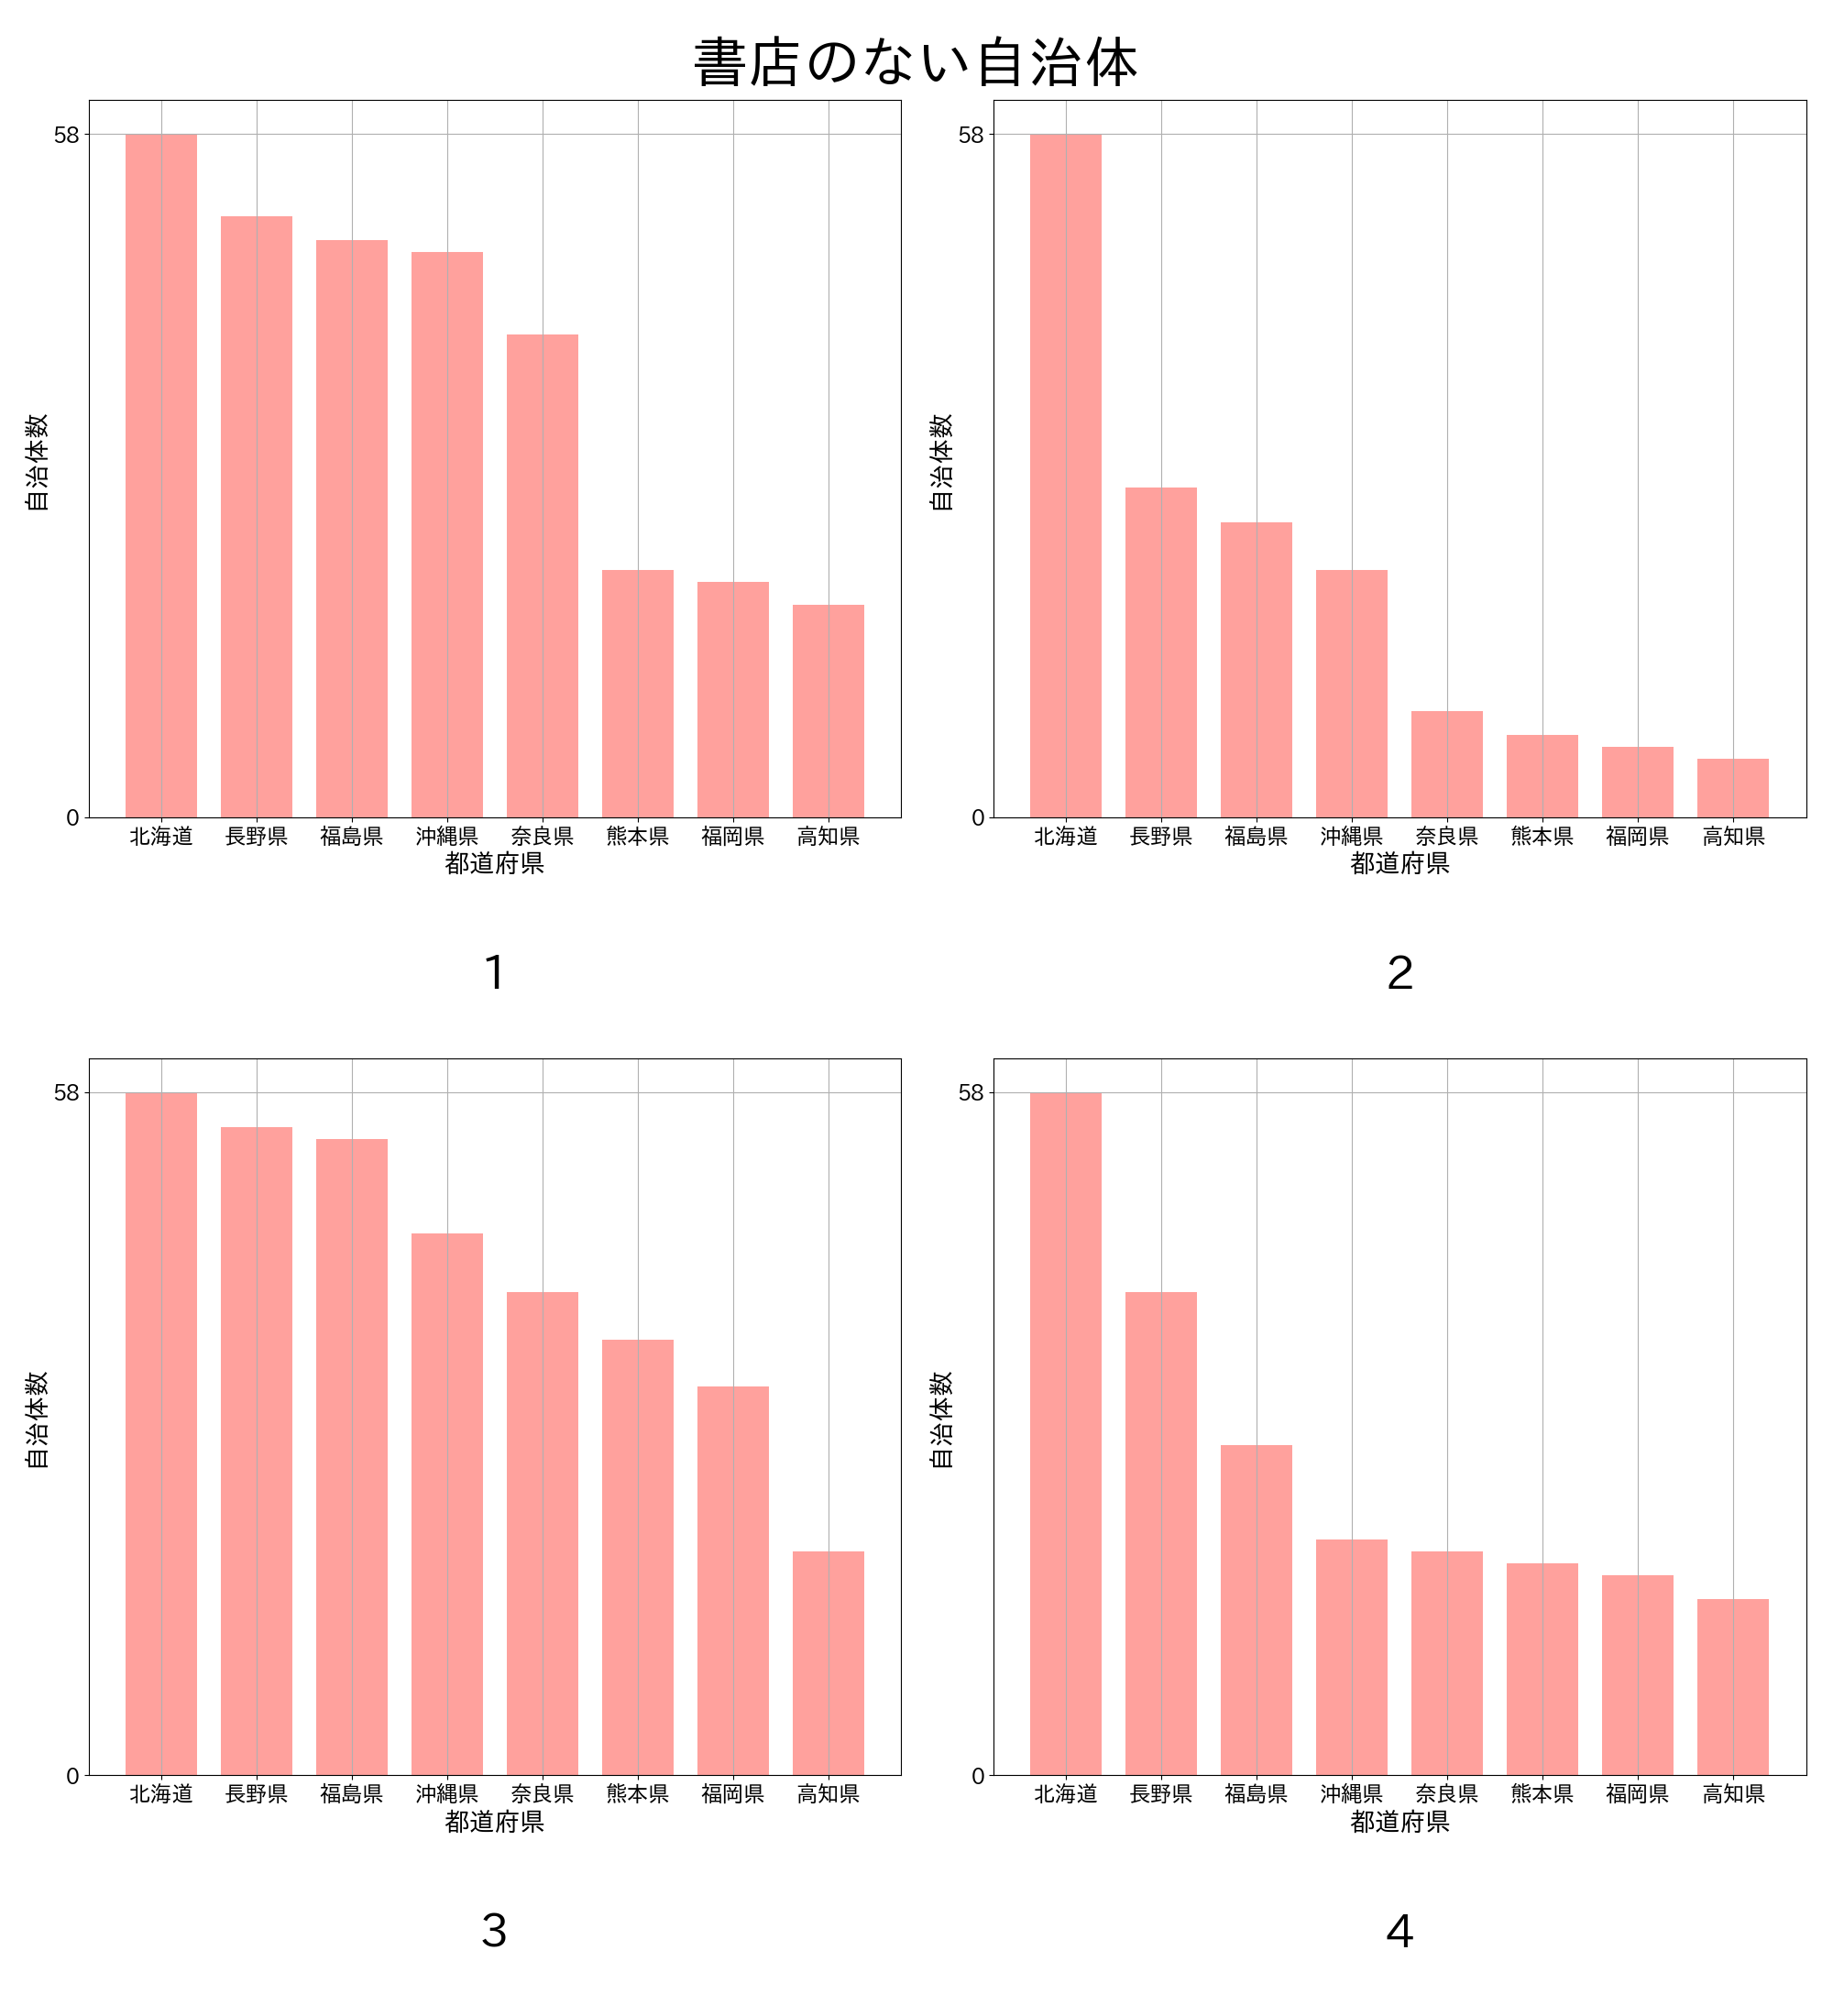 書店のない自治体
58
0
自治体数
北海道 長野県 福島県 沖縄県 奈良県 熊本県 福岡県 高知県
都道府県
1
58
0
自治体数
北海道 長野県 福島県 沖縄県 奈良県 熊本県 福岡県 高知県
都道府県
2
58
0
自治体数
北海道 長野県 福島県 沖縄県 奈良県 熊本県 福岡県 高知県
都道府県
3
58
0
自治体数
北海道 長野県 福島県 沖縄県 奈良県 熊本県 福岡県 高知県
都道府県
4